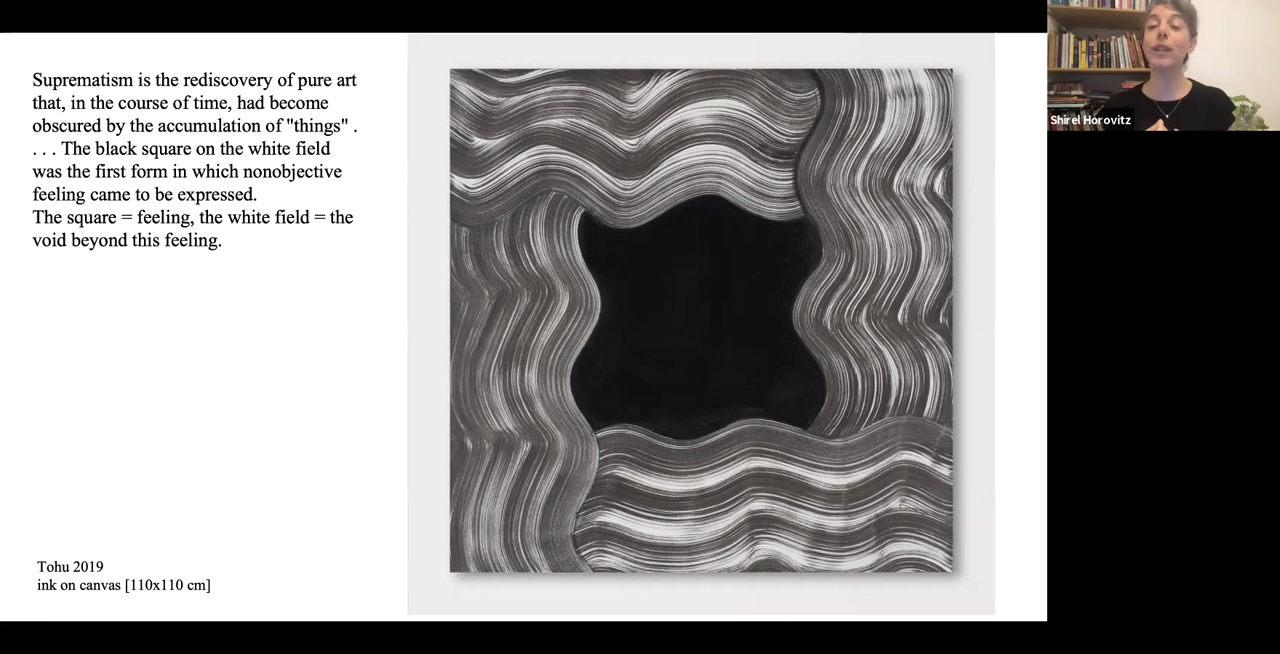 Suprematism is the rediscovery of pure art
that, in the course of time, had become
obscured by the accumulation of "things" .
. . . The black square on the white field
was the first form in which nonobjective
feeling came to be expressed.
The square = feeling, the white field = the
void beyond this feeling.
Tohu 2019
ink on canvas [110x110 cm]
Shirel Horovitz